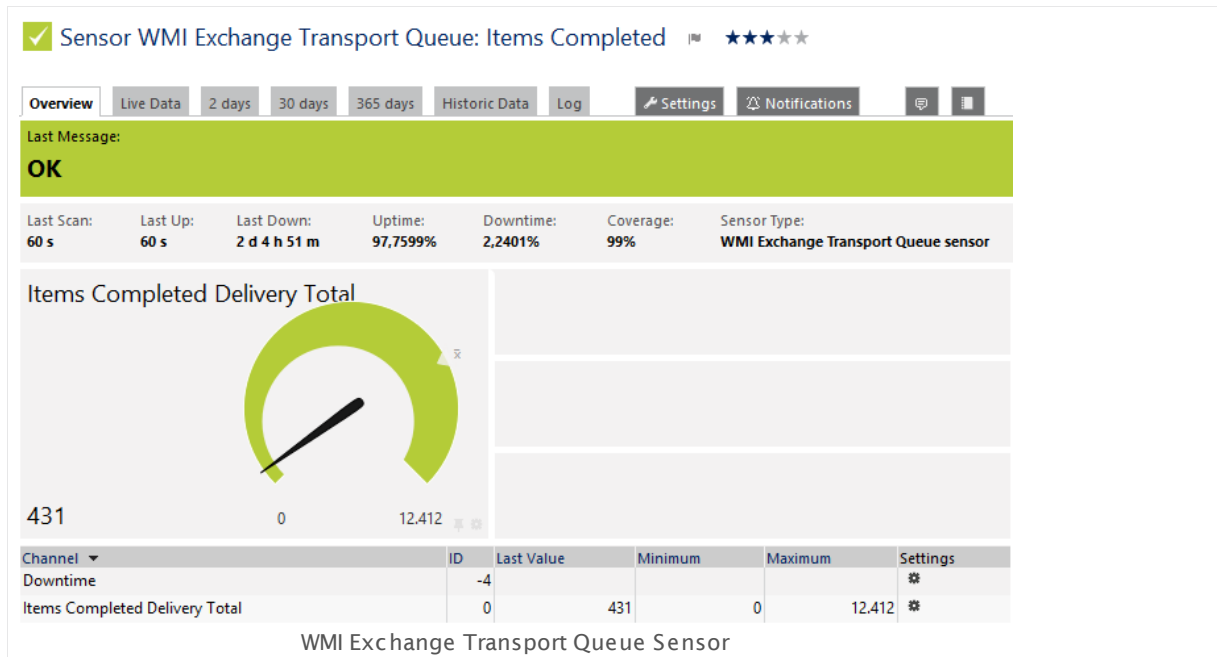 Sensor WMI Exchange Transport Queue: Items Completed
Overview Live Data 2 days 30 days 365 days Historic Data Log Settings Notifications
Last Message:
OK
Last Scan: Last Up: Last Down: Uptime: Downtime: Coverage: Sensor Type:
60 s 60 s 2 d 4 h 51 m 97,7599% 2,2401% 99% WMI Exchange Transport Queue sensor
Items Completed Delivery Total
x̄
431 0 12.412
Channel ID Last Value Minimum Maximum Settings
Downtime -4
Items Completed Delivery Total 0 431 0 12.412
WMI Exchange Transport Queue Sensor